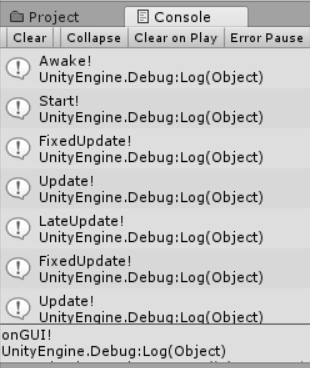 Project Console
Clear Collapse Clear on Play Error Pause
Awake!
UnityEngine.Debug:Log(Object)
Start!
UnityEngine.Debug:Log(Object)
FixedUpdate!
UnityEngine.Debug:Log(Object)
Update!
UnityEngine.Debug:Log(Object)
LateUpdate!
UnityEngine.Debug:Log(Object)
FixedUpdate!
UnityEngine.Debug:Log(Object)
Update!
UnityEngine.Debug:Log(Object)
onGUI!
UnityEngine.Debug:Log(Object)